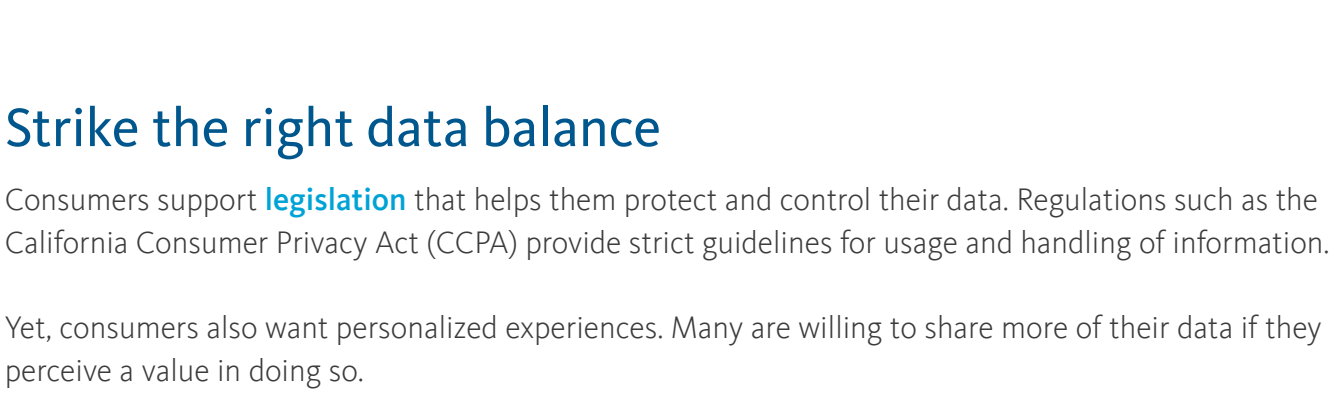 Strike the right data balance
Consumers support legislation that helps them protect and control their data. Regulations such as the
California Consumer Privacy Act (CCPA) provide strict guidelines for usage and handling of information.
Yet, consumers also want personalized experiences. Many are willing to share more of their data if they
perceive a value in doing so.